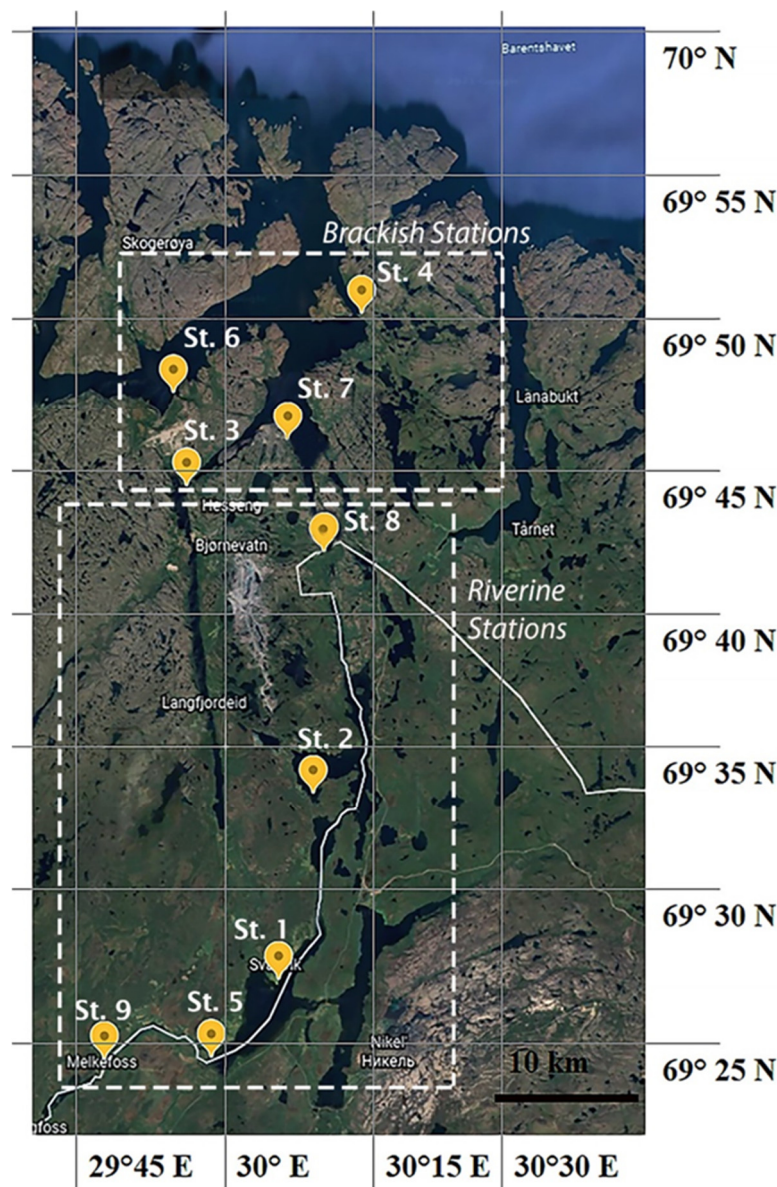 Barentshavet
70° N
69° 55 N
Skogerøya
Brackish Stations
St. 4
69° 50 N
St. 6
St. 7
Lanabukt
St. 3
69° 45 N
Hesseng
St. 8
Bjørnevatn
Tårnet
Riverine
Stations
69° 40 N
Langfjordeid
St. 2
69° 35 N
69° 30 N
St. 1
St. 5
St. 9
Nikel'
Никель
Melkefoss
10 km
69° 25 N
gfoss
29°45 E
30° E
30°15 E
30°30 E